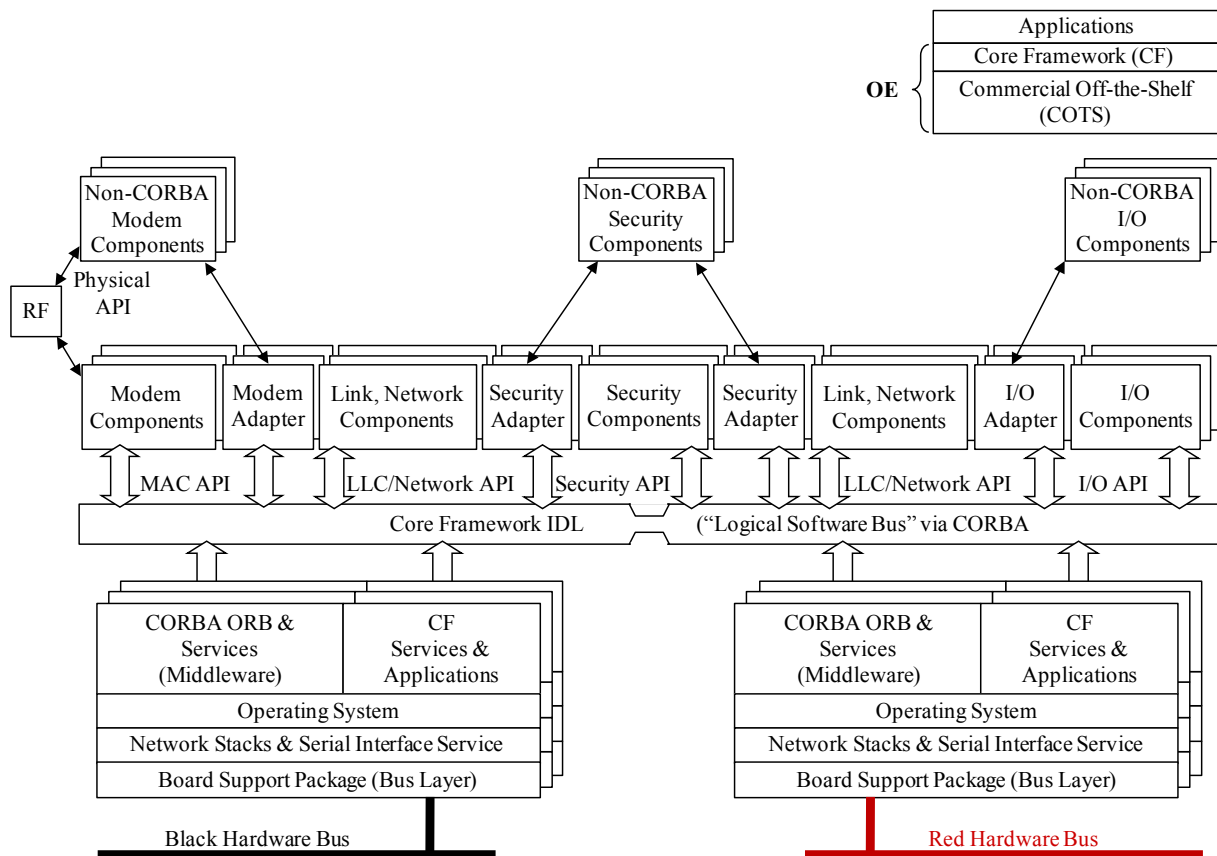 Applications
Core Framework (CF)
OE
Commercial Off-the-Shelf
(COTS)
Non-CORBA
Modem
Components
Non-CORBA
Security
Components
Non-CORBA
I/O
Components
Physical
API
RF
Modem
Components
Modem
Adapter
Link, Network
Components
Security
Adapter
Security
Components
Security
Adapter
Link, Network
Components
I/O
Adapter
I/O
Components
MAC API
LLC/Network API
Security API
LLC/Network API
I/O API
Core Framework IDL
(“Logical Software Bus” via CORBA
CORBA ORB &
Services
(Middleware)
CF
Services &
Applications
Operating System
Network Stacks & Serial Interface Service
Board Support Package (Bus Layer)
Black Hardware Bus
CORBA ORB &
Services
(Middleware)
CF
Services &
Applications
Operating System
Network Stacks & Serial Interface Service
Board Support Package (Bus Layer)
Red Hardware Bus